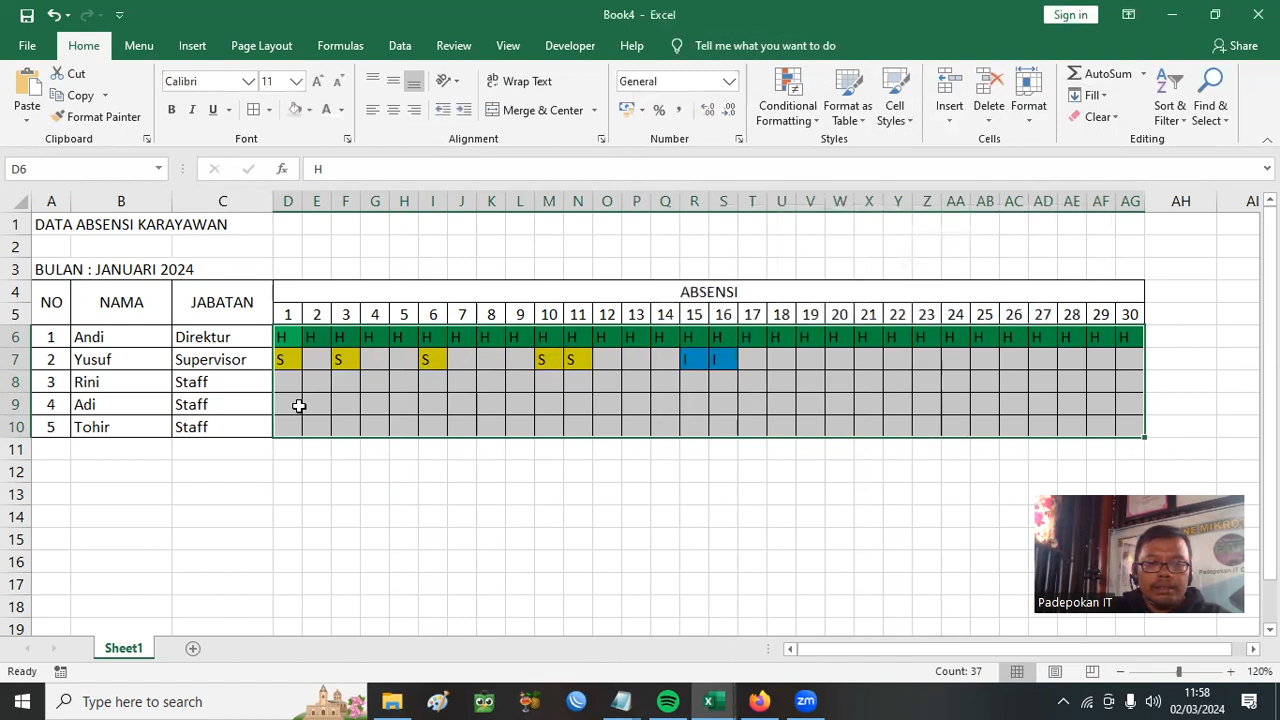 Book4 - Excel
Sign in
File Home Menu Insert Page Layout Formulas Data Review View Developer Help Tell me what you want to do Share
Paste
Cut
Copy
Format Painter
Clipboard
Calibri 11
B I U
Font
Wrap Text
Merge & Center
Alignment
General
Number
Conditional Formatting
Format as Table
Cell Styles
Styles
Insert
Delete
Format
Cells
AutoSum
Fill
Clear
Sort & Filter
Find & Select
Editing
D6 H
A B C D E F G H I J K L M N O P Q R S T U V W X Y Z AA AB AC AD AE AF AG AH AI
1 DATA ABSENSI KARAYAWAN
2
3 BULAN : JANUARI 2024
4 NO NAMA JABATAN ABSENSI
5 1 2 3 4 5 6 7 8 9 10 11 12 13 14 15 16 17 18 19 20 21 22 23 24 25 26 27 28 29 30
6 1 Andi Direktur H H H H H H H H H H H H H H H H H H H H H H H H H H H H H H
7 2 Yusuf Supervisor S S S S S I I
8 3 Rini Staff
9 4 Adi Staff
10 5 Tohir Staff
11
12
13
14
15
16
17
18
19
Padepokan IT
Sheet1
Ready Count: 37 120%
Type here to search
11:58
02/03/2024